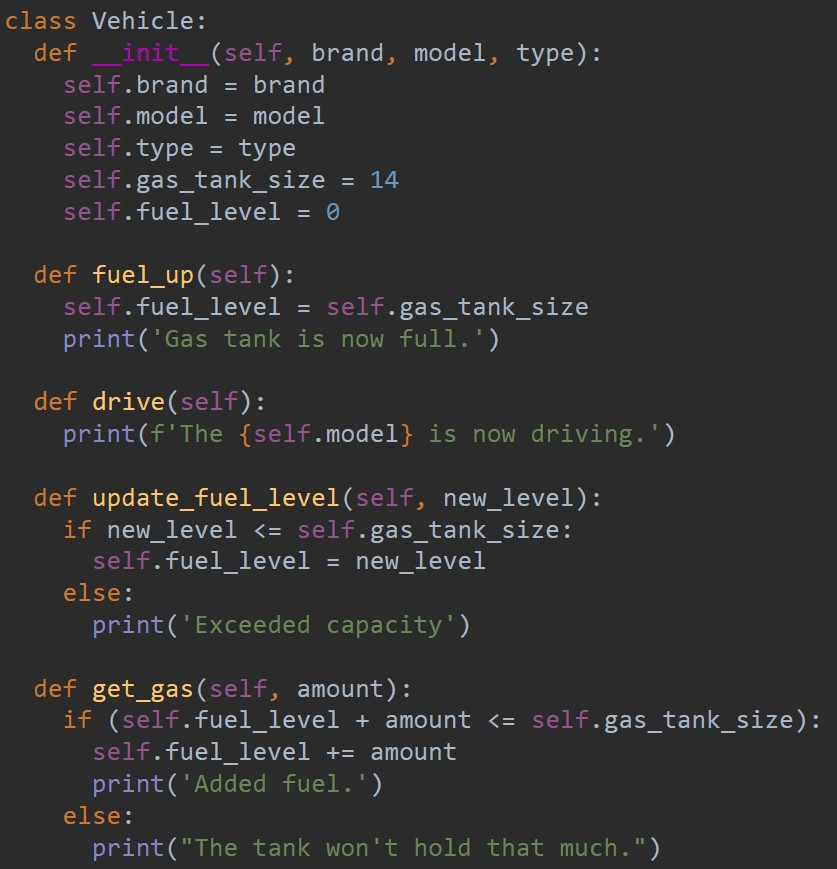 class Vehicle:
  def __init__(self, brand, model, type):
    self.brand = brand
    self.model = model
    self.type = type
    self.gas_tank_size = 14
    self.fuel_level = 0

  def fuel_up(self):
    self.fuel_level = self.gas_tank_size
    print('Gas tank is now full.')

  def drive(self):
    print(f'The {self.model} is now driving.')

  def update_fuel_level(self, new_level):
    if new_level <= self.gas_tank_size:
      self.fuel_level = new_level
    else:
      print('Exceeded capacity')

  def get_gas(self, amount):
    if (self.fuel_level + amount <= self.gas_tank_size):
      self.fuel_level += amount
      print('Added fuel.')
    else:
      print("The tank won't hold that much.")